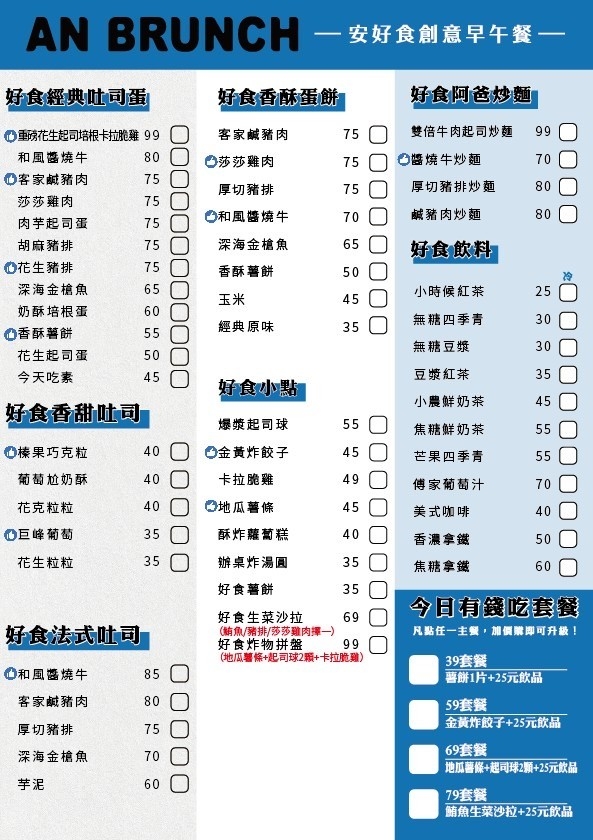 AN BRUNCH
安好食創意早午餐
好食經典吐司蛋
重磅花生起司培根卡拉脆雞 99
和風醬燒牛 80
客家鹹豬肉 75
莎莎雞肉 75
肉芋起司蛋 75
胡麻豬排 75
花生豬排 75
深海金槍魚 65
奶酥培根蛋 60
香酥薯餅 55
花生起司蛋 50
今天吃素 45
好食香甜吐司
榛果巧克粒 40
葡萄尬奶酥 40
花克粒粒 40
巨峰葡萄 35
花生粒粒 35
好食法式吐司
和風醬燒牛 85
客家鹹豬肉 80
厚切豬排 75
深海金槍魚 70
芋泥 60
好食香酥蛋餅
客家鹹豬肉 75
莎莎雞肉 75
厚切豬排 75
和風醬燒牛 70
深海金槍魚 65
香酥薯餅 50
玉米 45
經典原味 35
好食小點
爆漿起司球 55
金黃炸餃子 45
卡拉脆雞 49
地瓜薯條 45
酥炸蘿蔔糕 40
辦桌炸湯圓 35
好食薯餅 35
好食生菜沙拉 69
(鮪魚/豬排/莎莎雞肉擇一)
好食炸物拼盤 99
(地瓜薯條+起司球2顆+卡拉脆雞)
好食阿爸炒麵
雙倍牛肉起司炒麵 99
醬燒牛炒麵 70
厚切豬排炒麵 80
鹹豬肉炒麵 80
好食飲料
冷
小時候紅茶 25
無糖四季青 30
無糖豆漿 30
豆漿紅茶 35
小農鮮奶茶 45
焦糖鮮奶茶 55
芒果四季青 55
傅家葡萄汁 70
美式咖啡 40
香濃拿鐵 50
焦糖拿鐵 60
今日有錢吃套餐
凡點任一主餐，加價購即可升級！
39套餐
薯餅1片+25元飲品
59套餐
金黃炸餃子+25元飲品
69套餐
地瓜薯條+起司球2顆+25元飲品
79套餐
鮪魚生菜沙拉+25元飲品